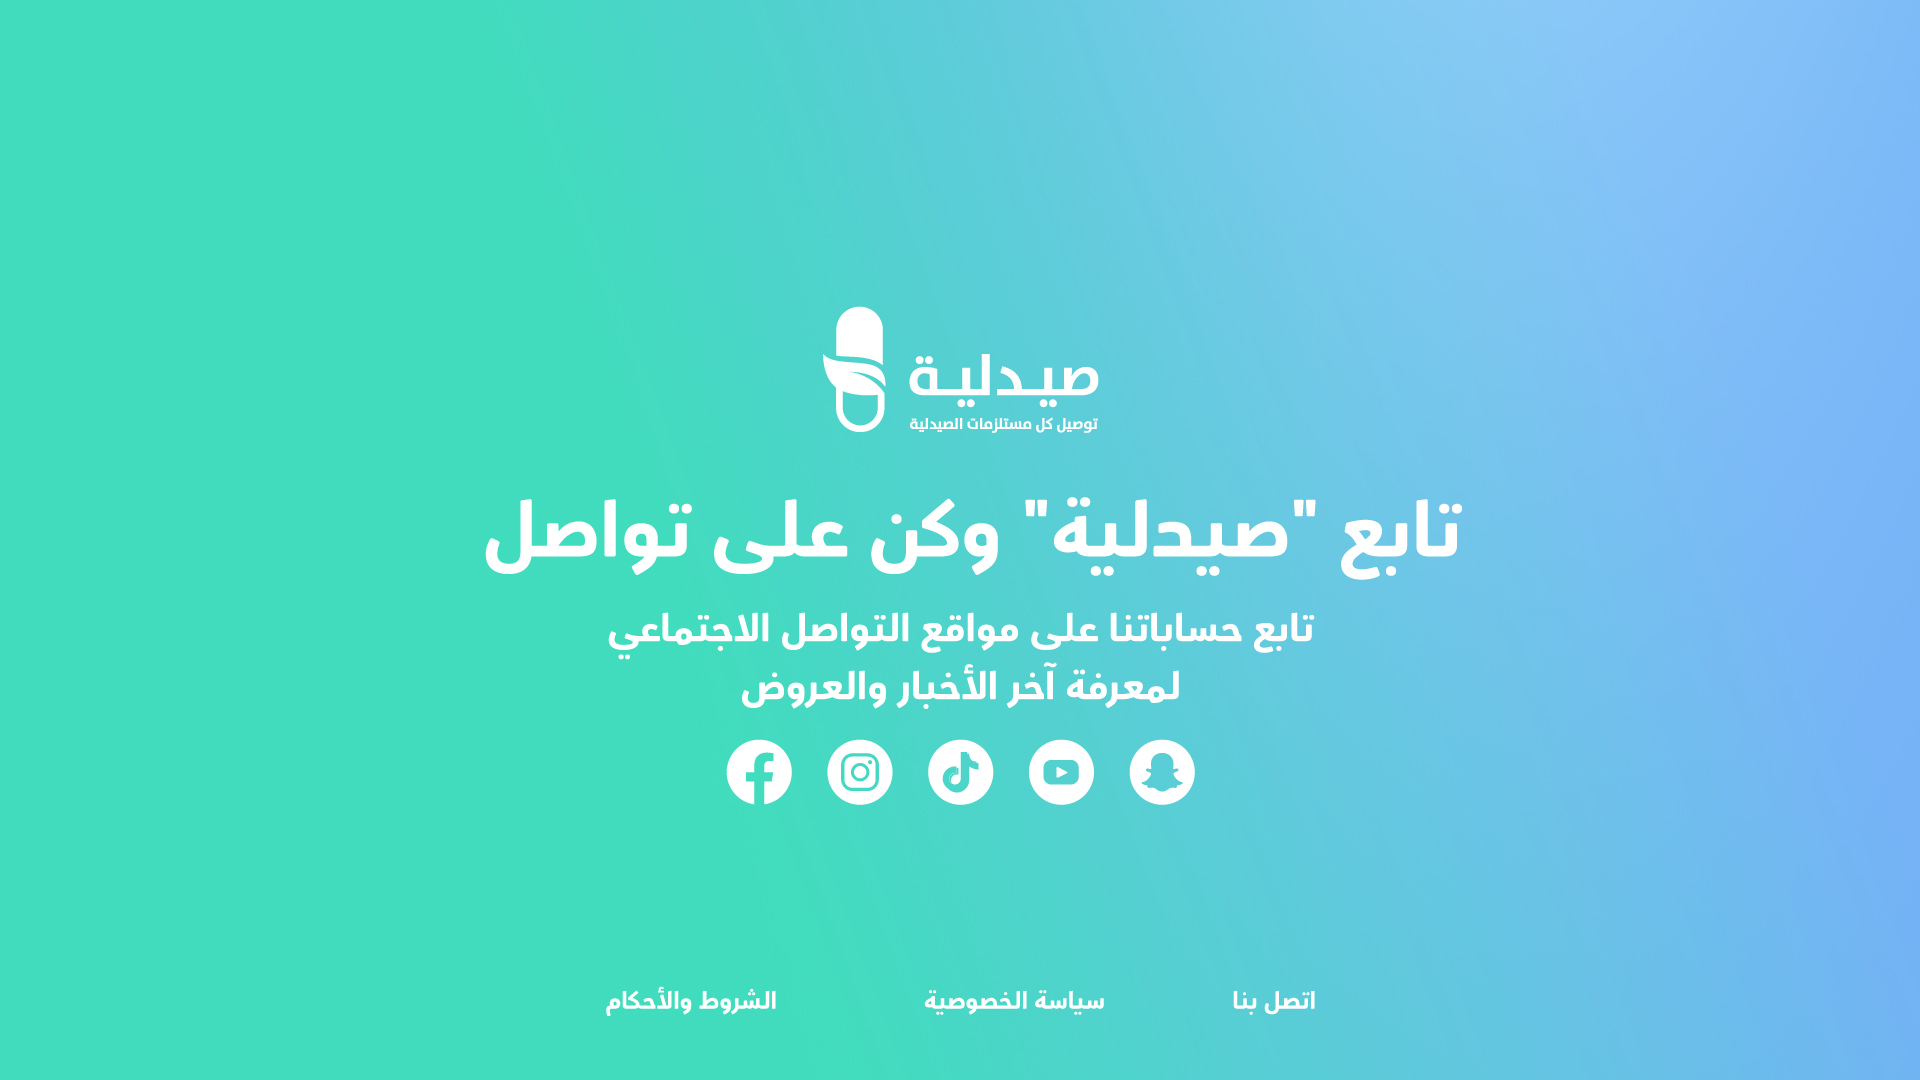 صيدلية
توصيل كل مستلزمات الصيدلية
تابع "صيدلية" وكن على تواصل
تابع حساباتنا على مواقع التواصل الاجتماعي
لمعرفة آخر الأخبار والعروض
اتصل بنا
سياسة الخصوصية
الشروط والأحكام